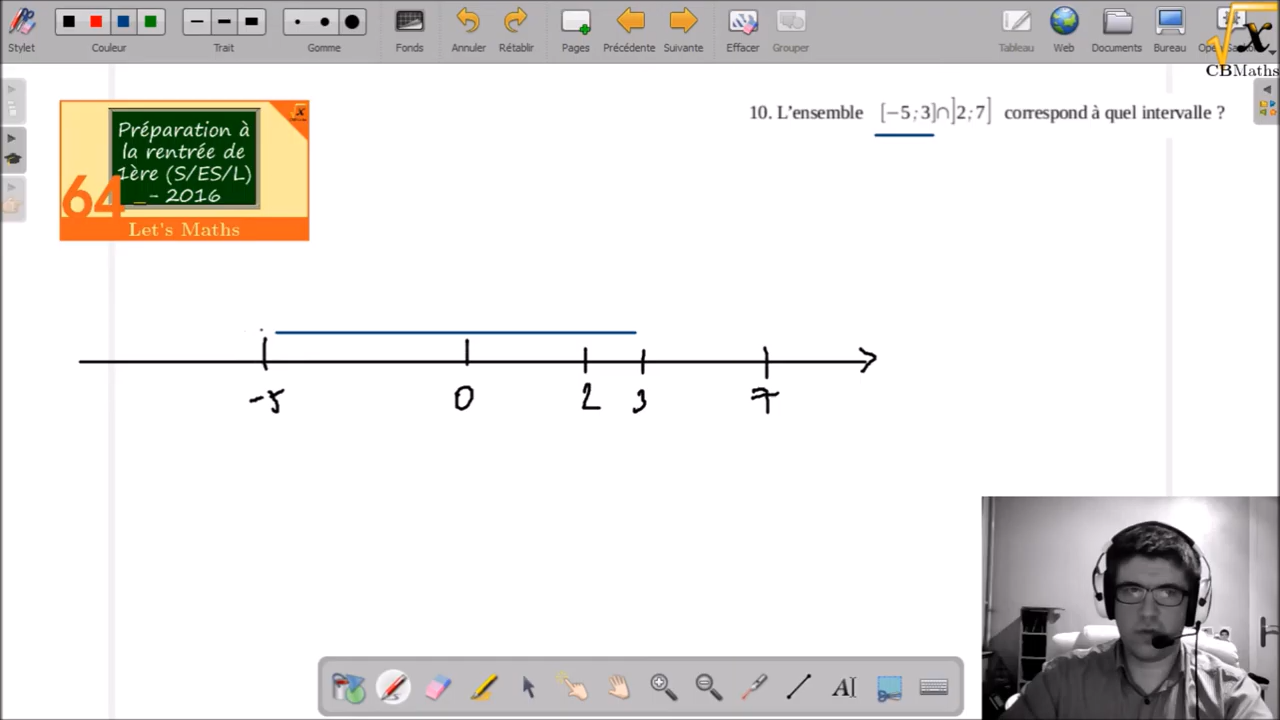 Stylet
Couleur
Trait
Gomme
Fonds
Annuler
Rétablir
Pages
Précédente
Suivante
Effacer
Grouper
Tableau
Web
Documents
Bureau
√x
CBMaths
Préparation à
la rentrée de
1ère (S/ES/L)
- 2016
64
Let's Maths
10. L'ensemble [−5 ; 3]∩]2 ; 7] correspond à quel intervalle ?
-5 0 2 3 7
AI